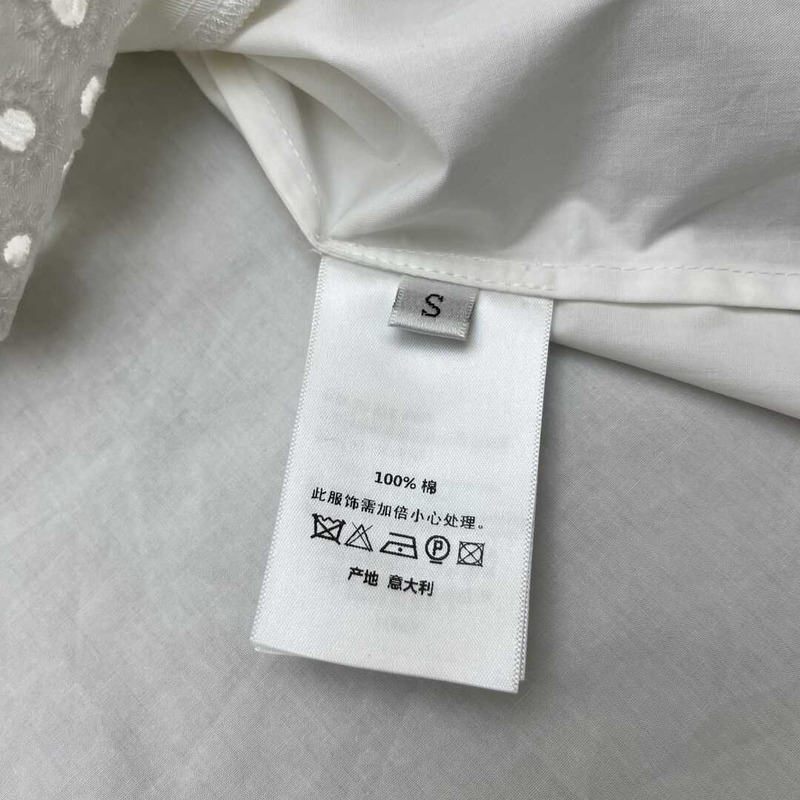 S
100% 棉
此服饰需加倍小心处理。
P
产地 意大利